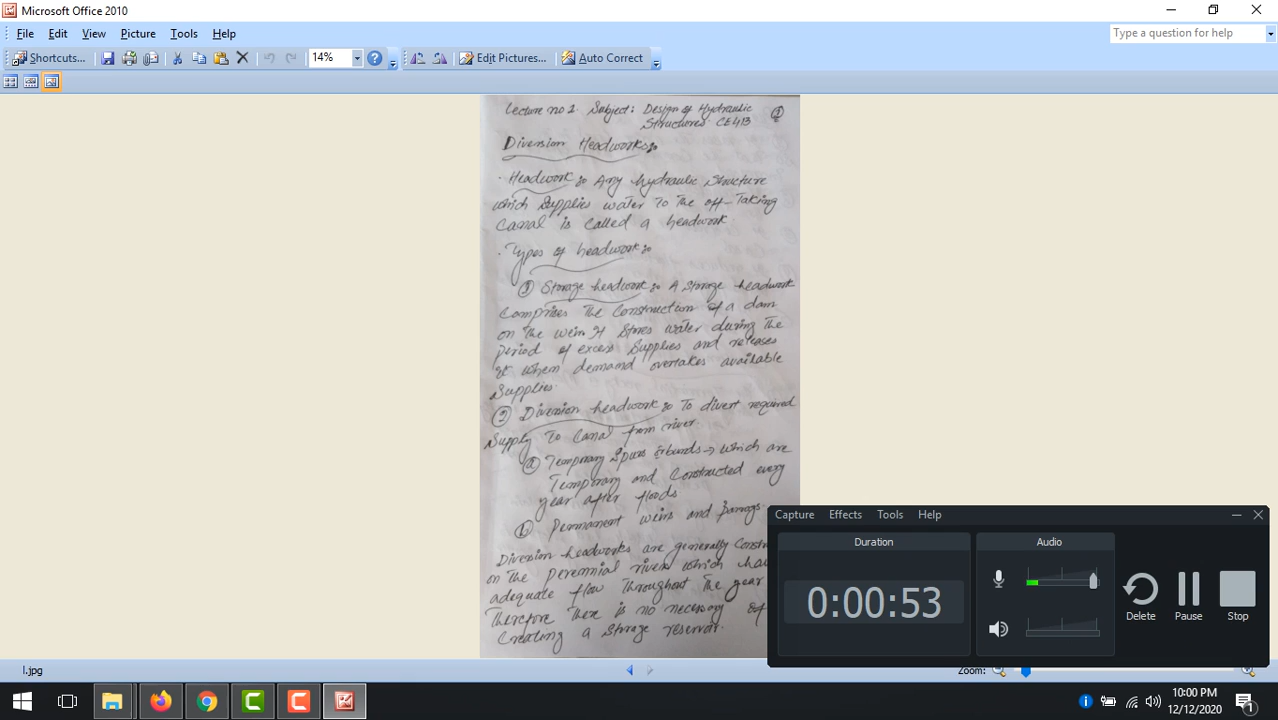 Microsoft Office 2010
File Edit View Picture Tools Help
Type a question for help
Shortcuts...
14%
Edit Pictures...
Auto Correct
Lecture no 2. Subject: Design of Hydraulic
Structures CE413
Diversion Headworks:
Headwork: Any hydraulic Structure
which Supplies water To the off-Taking
Canal is called a headwork
Types of headwork:
① Storage headwork: A Storage headwork
Comprises The Construction of a dam
on the weir. It Stores water during The
period of excess Supplies and releases
it when demand overtakes available
Supplies.
② Diversion headwork: To divert required
Supply To Canal from river.
ⓐ Temporary Spurs or bunds → which are
Temporary and Constructed every
year after floods
ⓑ Permanent weirs and
Diversion headworks are generally Constr
on the perennial rivers which hav
adequate flow Throughout The year
Therefore There is no necessary of
Creating a Storage reservoir.
Capture Effects Tools Help
Duration
Audio
0:00:53
Delete
Pause
Stop
l.jpg
Zoom:
10:00 PM
12/12/2020
1